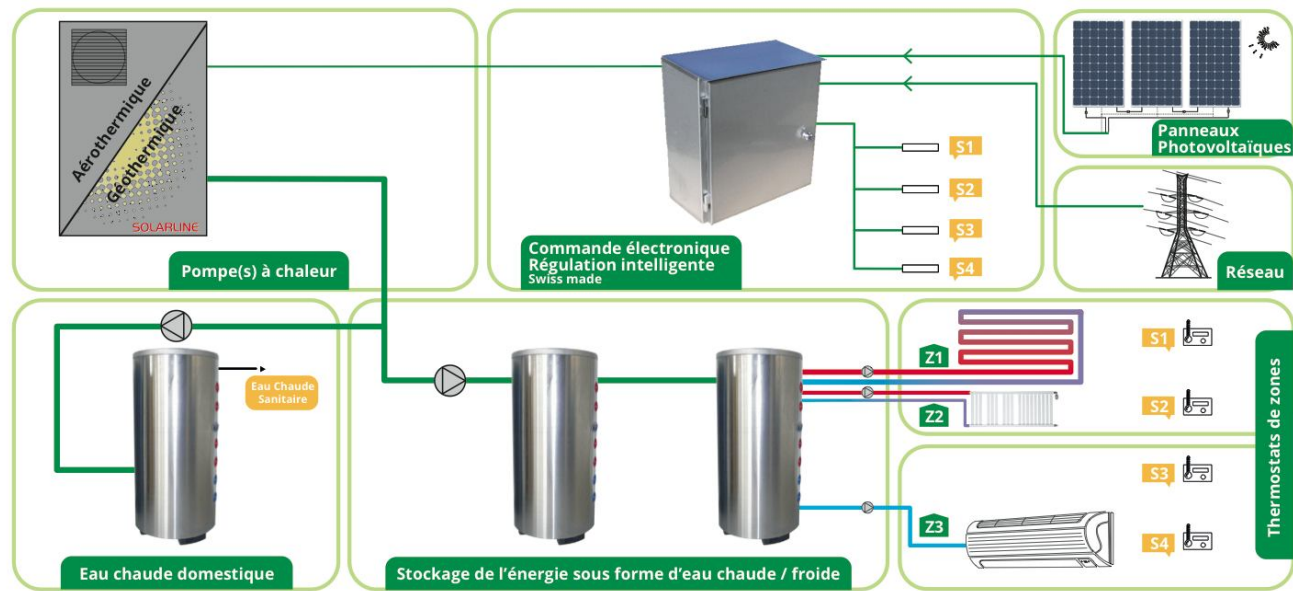 Aérothermique
Géothermique
SOLARLINE
Pompe(s) à chaleur
Commande électronique
Régulation intelligente
Swiss made
S1
S2
S3
S4
Panneaux
Photovoltaïques
Réseau
Eau Chaude
Sanitaire
Eau chaude domestique
Stockage de l’énergie sous forme d’eau chaude / froide
Z1
Z2
Z3
S1
S2
S3
S4
Thermostats de zones